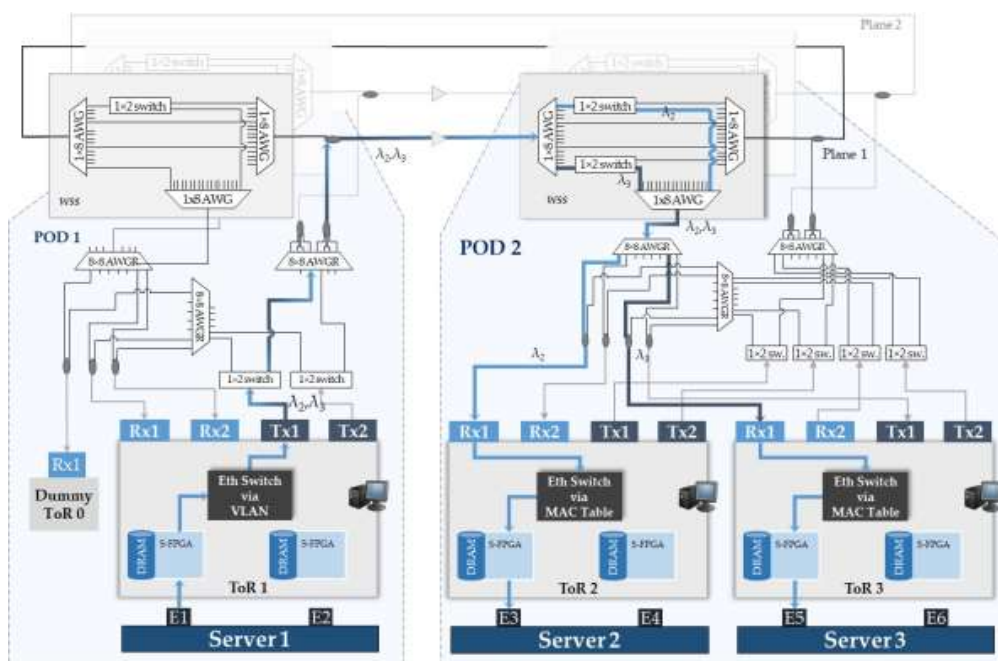 Plane 2
1×2 switch
1×2 switch
1×2 switch
1×8 AWG
1×8 AWG
1x8 AWG
wss
λ2,λ3
1×2 switch
λ2
1×8 AWG
1×8 AWG
1×2 switch
λ3
1x8 AWG
wss
Plane 1
POD 1
8×8 AWGR
8×8 AWGR
8×8 AWGR
1×2 switch
1×2 switch
λ2,λ3
POD 2
λ2,λ3
8×8 AWGR
8×8 AWGR
8×8 AWGR
λ2
λ3
1×2 sw.
1×2 sw.
1×2 sw.
1×2 sw.
Rx1
Rx2
Tx1
Tx2
Rx1
Rx2
Tx1
Tx2
Rx1
Rx2
Tx1
Tx2
Rx1
Dummy
ToR 0
Eth Switch
via
VLAN
DRAM
S-FPGA
DRAM
S-FPGA
ToR 1
Eth Switch
via
MAC Table
DRAM
S-FPGA
DRAM
S-FPGA
ToR 2
Eth Switch
via
MAC Table
DRAM
S-FPGA
DRAM
S-FPGA
ToR 3
E1
E2
E3
E4
E5
E6
Server 1
Server 2
Server 3